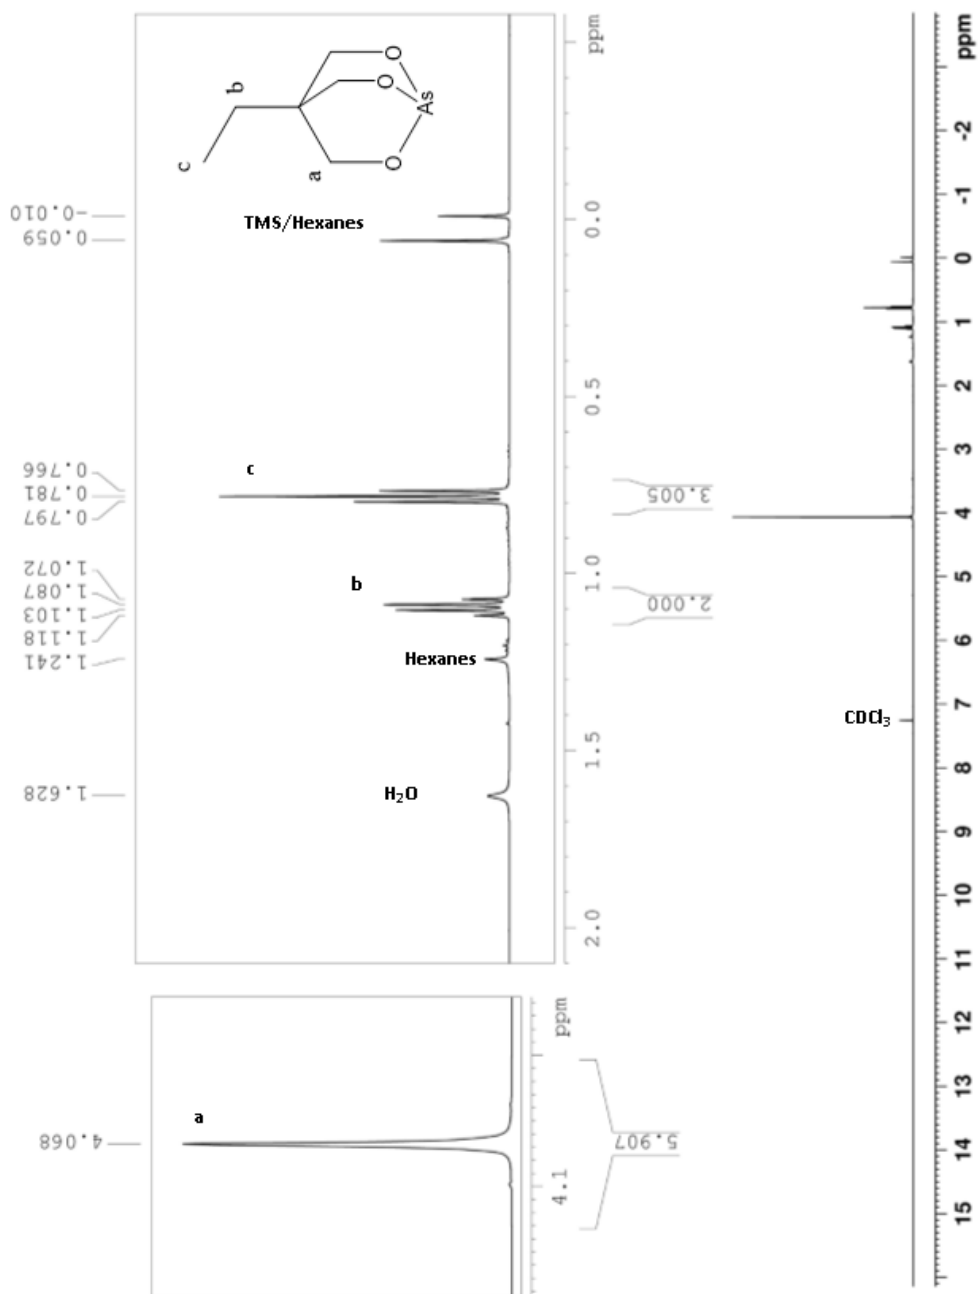 4.068
a
4.1
ppm
5.907
1.628
1.241
1.118
1.103
1.087
1.072
0.797
0.781
0.766
0.059
-0.010
H₂O
Hexanes
b
c
TMS/Hexanes
c
b
a
O
O
O
As
2.0
1.5
1.0
0.5
0.0
ppm
2.000
3.005
CDCl₃
15 14 13 12 11 10 9 8 7 6 5 4 3 2 1 0 -1 -2 ppm